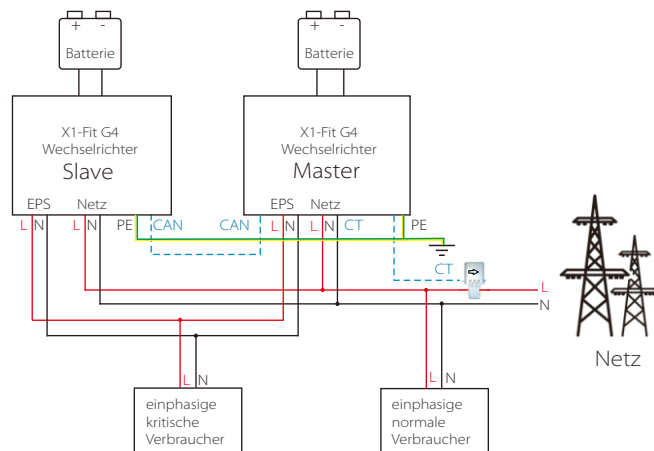 + -
Batterie
+ -
Batterie
X1-Fit G4
Wechselrichter
Slave
X1-Fit G4
Wechselrichter
Master
EPS Netz
EPS Netz
L N L N PE CAN
CAN L N L N CT PE
CT
L
N
Netz
L N
L N
einphasige
kritische
Verbraucher
einphasige
normale
Verbraucher